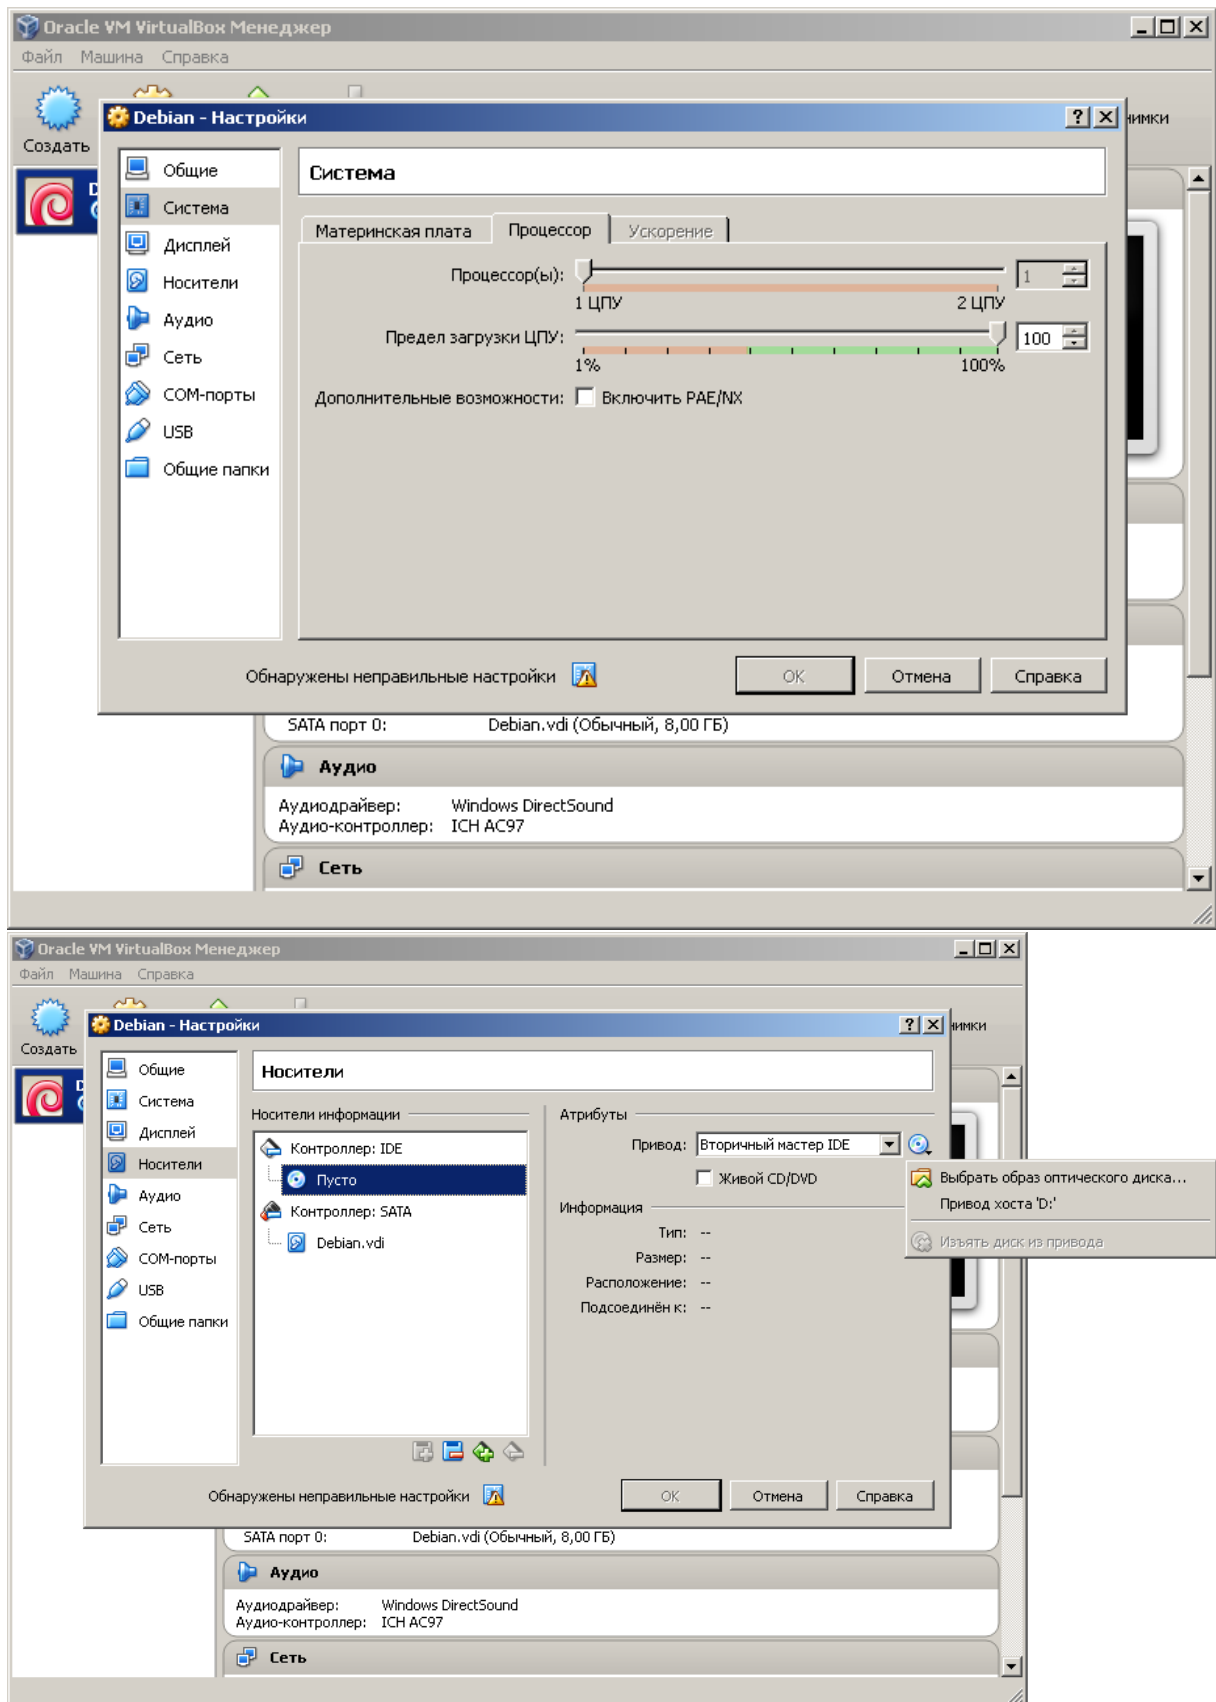 Oracle VM VirtualBox Менеджер
Файл Машина Справка
Debian - Настройки
Создать
Общие
Система
Дисплей
Носители
Аудио
Сеть
COM-порты
USB
Общие папки
Система
Материнская плата Процессор Ускорение
Процессор(ы): 1
1 ЦПУ 2 ЦПУ
Предел загрузки ЦПУ: 100
1% 100%
Дополнительные возможности: Включить PAE/NX
Обнаружены неправильные настройки OK Отмена Справка
SATA порт 0: Debian.vdi (Обычный, 8,00 ГБ)
Аудио
Аудиодрайвер: Windows DirectSound
Аудио-контроллер: ICH AC97
Сеть
Oracle VM VirtualBox Менеджер
Файл Машина Справка
Debian - Настройки
Создать
Общие
Система
Дисплей
Носители
Аудио
Сеть
COM-порты
USB
Общие папки
Носители
Носители информации
Контроллер: IDE
Пусто
Контроллер: SATA
Debian.vdi
Атрибуты
Привод: Вторичный мастер IDE
Живой CD/DVD
Информация
Тип: --
Размер: --
Расположение: --
Подсоединён к: --
Выбрать образ оптического диска...
Привод хоста 'D:'
Изъять диск из привода
Обнаружены неправильные настройки OK Отмена Справка
SATA порт 0: Debian.vdi (Обычный, 8,00 ГБ)
Аудио
Аудиодрайвер: Windows DirectSound
Аудио-контроллер: ICH AC97
Сеть